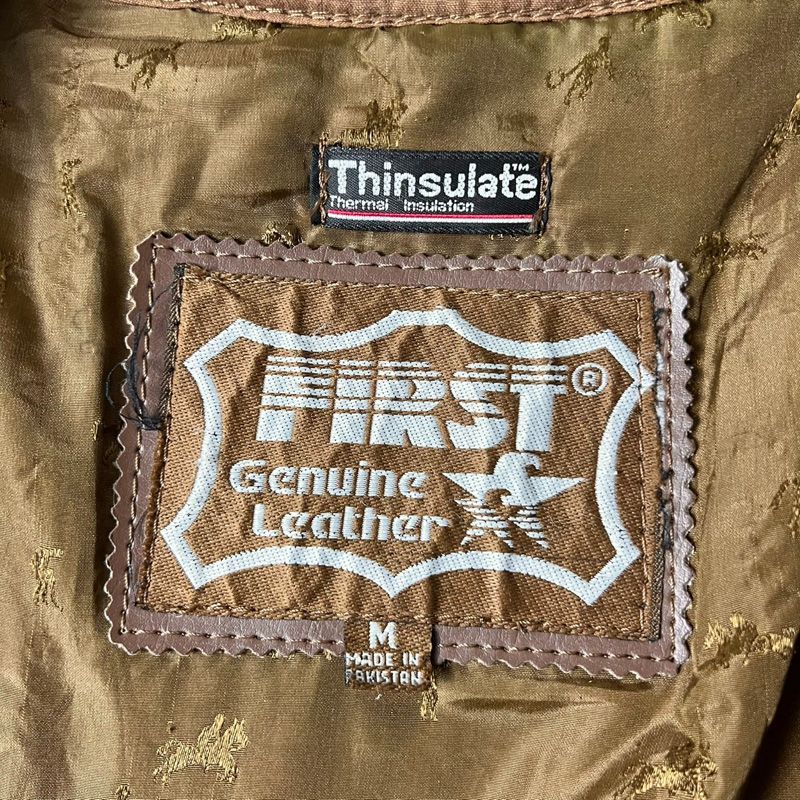 Thinsulate™
Thermal Insulation
FIRST®
Genuine
Leather
M
MADE IN
PAKISTAN